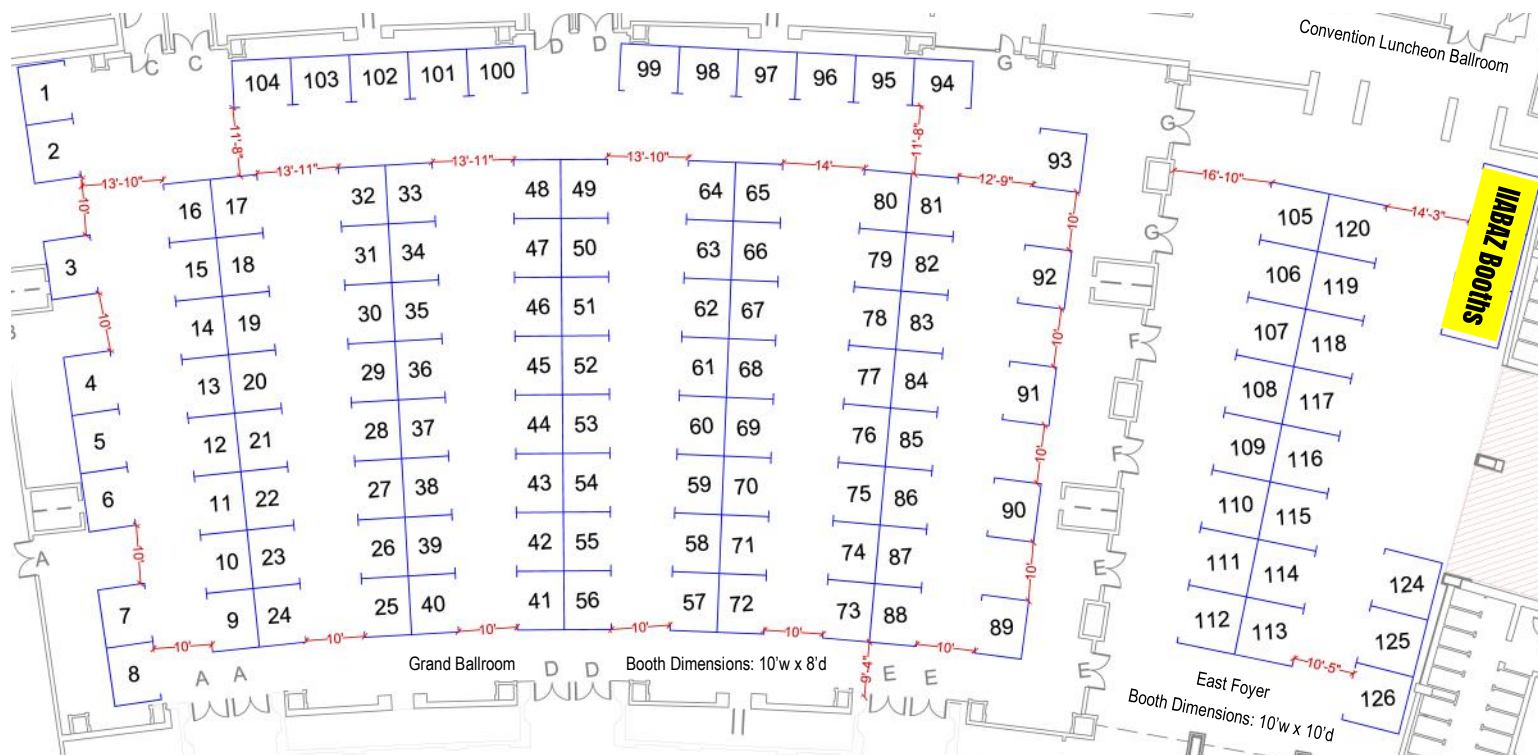 Convention Luncheon Ballroom
C C D D G
104 103 102 101 100 99 98 97 96 95 94
1
2
11'-8"
11'-8"
G
93
13'-10" 13'-11" 13'-11" 13'-10" 14' 12'-9" 16'-10" 14'-3"
10'
10'
IIABAZ Booths
16 17 32 33 48 49 64 65 80 81 105 120
G
3
15 18 31 34 47 50 63 66 79 82 92 106 119
10'
10'
14 19 30 35 46 51 62 67 78 83 107 118
F
4
13 20 29 36 45 52 61 68 77 84 91 108 117
5
12 21 28 37 44 53 60 69 76 85 109 116
10'
F
6
11 22 27 38 43 54 59 70 75 86 90 110 115
A
10'
10'
E
10 23 26 39 42 55 58 71 74 87 111 114 124
7
9 24 25 40 41 56 57 72 73 88 89 112 113 125
10' 10' 10' 10' 10' 10' 10'-5"
8
9'-4"
126
A A D D E E E
Grand Ballroom
Booth Dimensions: 10'w x 8'd
East Foyer
Booth Dimensions: 10'w x 10'd